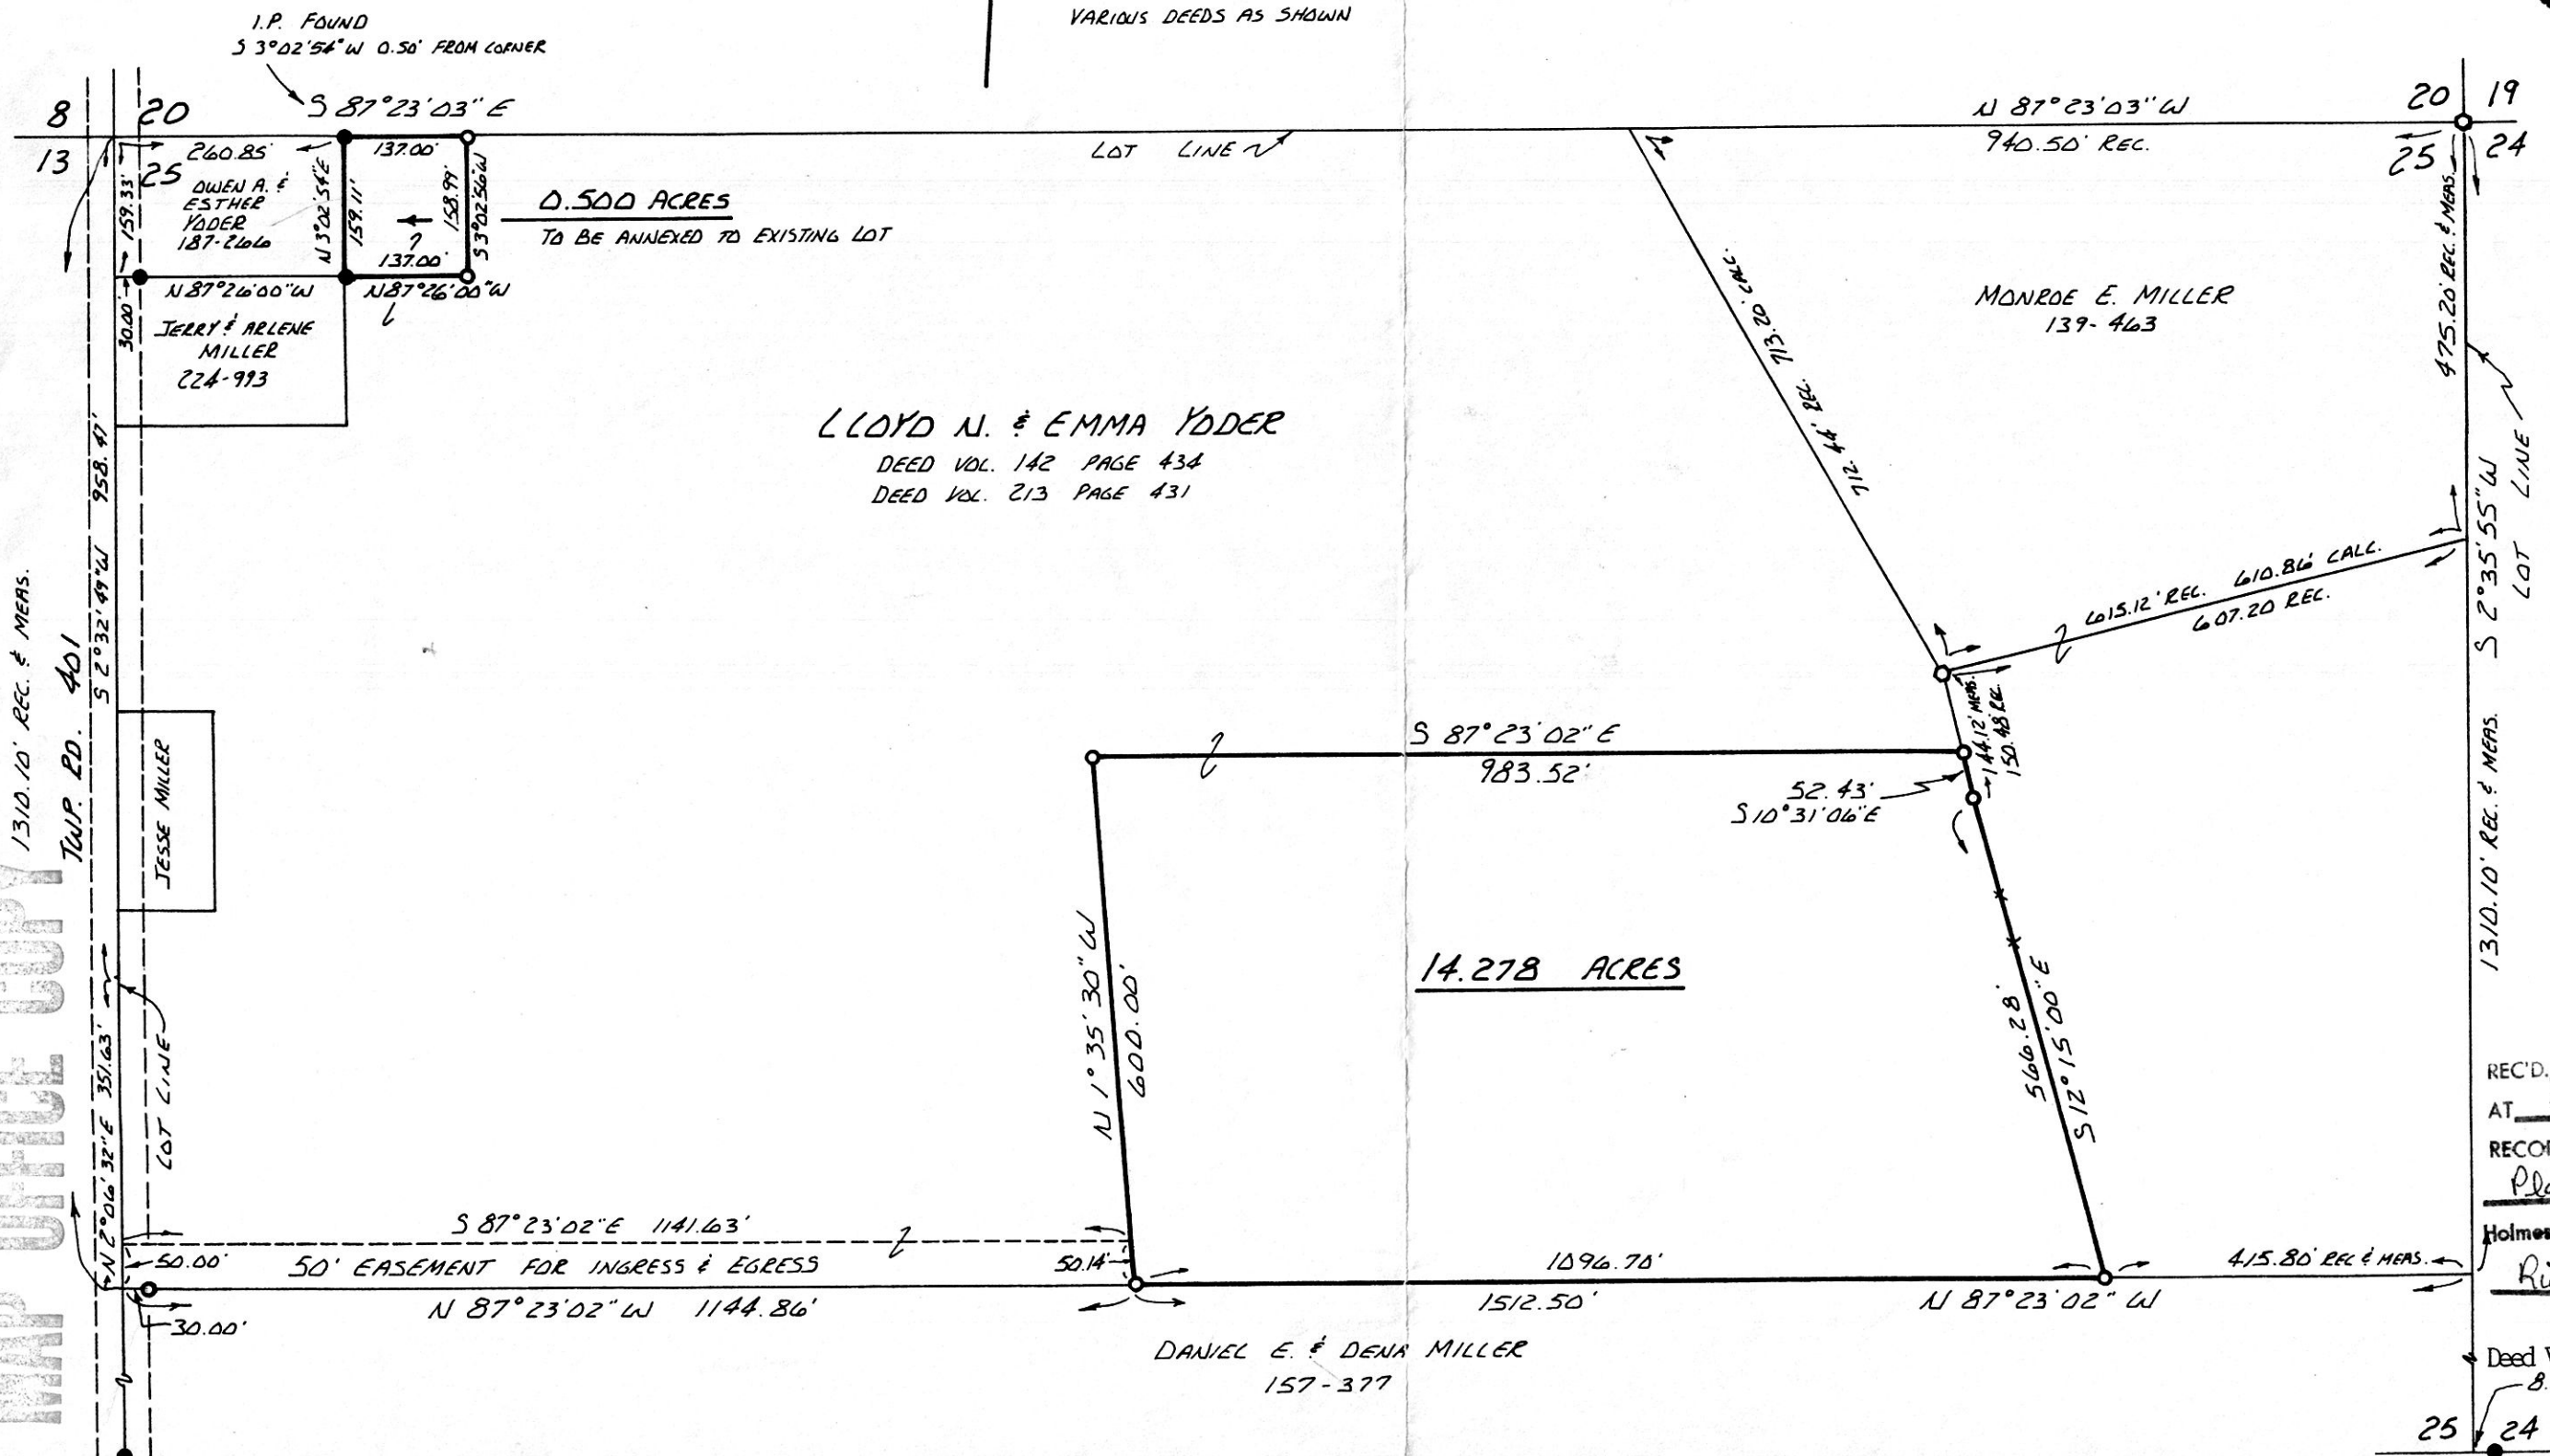 I.P. FOUND
S 3°02'54" W 0.50' FROM CORNER
VARIOUS DEEDS AS SHOWN
8
20
13
25
S 87°23'03" E
260.85'
137.00'
159.33'
OWEN A. &
ESTHER
YODER
187-266
N 3°02'54"E
159.11'
158.99'
S 3°02'56"W
137.00'
0.500 ACRES
TO BE ANNEXED TO EXISTING LOT
N 87°26'00"W
N 87°26'00"W
30.00'
JERRY & ARLENE
MILLER
224-993
LOT LINE
N 87°23'03" W
940.50' REC.
20
19
25
24
475.20' REC. & MEAS.
MONROE E. MILLER
139-463
713.20' CALC.
712.44' REC.
LLOYD N. & EMMA YODER
DEED VOL. 142 PAGE 434
DEED VOL. 213 PAGE 431
615.12' REC. 610.86' CALC.
607.20 REC.
S 2°35'55" W
LOT LINE
1310.10' REC. & MEAS.
1310.10' REC. & MEAS.
TWP. RD. 401
S 2°32'49"W 958.47'
JESSE MILLER
144.12' MEAS.
150.48 REC.
S 87°23'02" E
983.52'
52.43'
S 10°31'06"E
N 1°35'30" W
600.00'
14.278 ACRES
566.28'
S 12°15'00" E
MAP OFFICE COPY
N 2°06'32"E 351.63'
LOT LINE
S 87°23'02"E 1141.63'
50.00'
50' EASEMENT FOR INGRESS & EGRESS
50.14'
N 87°23'02" W 1144.86'
30.00'
1096.70'
1512.50'
N 87°23'02" W
415.80' REC & MEAS.
DANIEL E. & DENA MILLER
157-377
REC'D.
AT
Holmes
Deed
8.
25
24